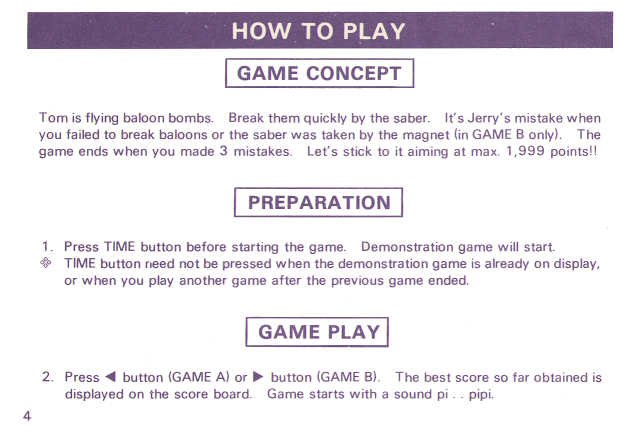 HOW TO PLAY
GAME CONCEPT
Tom is flying baloon bombs. Break them quickly by the saber. It's Jerry's mistake when
you failed to break baloons or the saber was taken by the magnet (in GAME B only). The
game ends when you made 3 mistakes. Let's stick to it aiming at max. 1,999 points!!
PREPARATION
1. Press TIME button before starting the game. Demonstration game will start.
❖ TIME button need not be pressed when the demonstration game is already on display,
or when you play another game after the previous game ended.
GAME PLAY
2. Press ◀ button (GAME A) or ▶ button (GAME B). The best score so far obtained is
displayed on the score board. Game starts with a sound pi . . pipi.
4